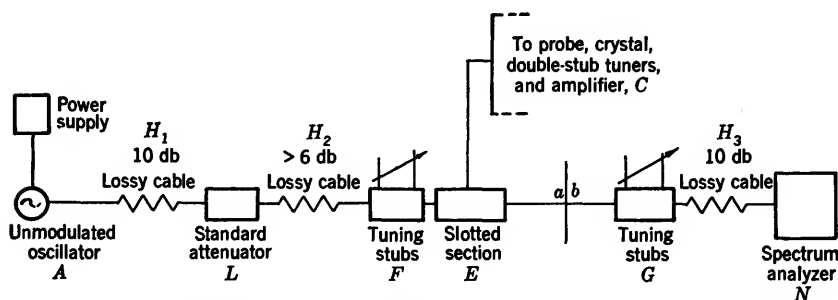 To probe, crystal,
double-stub tuners,
and amplifier, C
Power
supply
H₁
10 db
Lossy cable
H₂
> 6 db
Lossy cable
a b
H₃
10 db
Lossy cable
Unmodulated
oscillator
A
Standard
attenuator
L
Tuning
stubs
F
Slotted
section
E
Tuning
stubs
G
Spectrum
analyzer
N